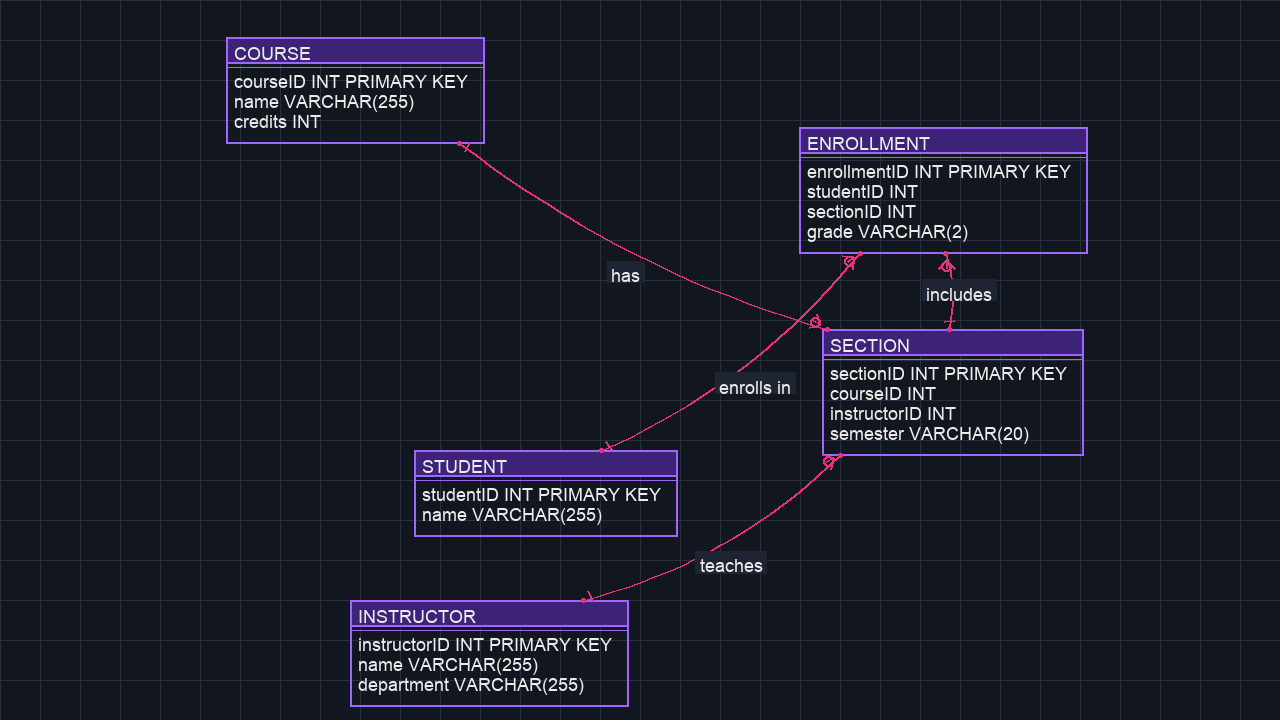 COURSE
courseID INT PRIMARY KEY
name VARCHAR(255)
credits INT
ENROLLMENT
enrollmentID INT PRIMARY KEY
studentID INT
sectionID INT
grade VARCHAR(2)
has
includes
SECTION
sectionID INT PRIMARY KEY
courseID INT
instructorID INT
semester VARCHAR(20)
enrolls in
STUDENT
studentID INT PRIMARY KEY
name VARCHAR(255)
teaches
INSTRUCTOR
instructorID INT PRIMARY KEY
name VARCHAR(255)
department VARCHAR(255)